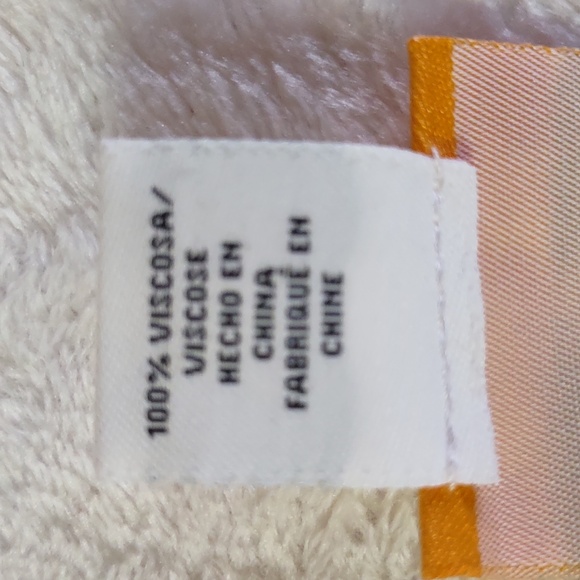 100% VISCOSA/
VISCOSE
HECHO EN
CHINA
FABRIQUÉ EN
CHINE